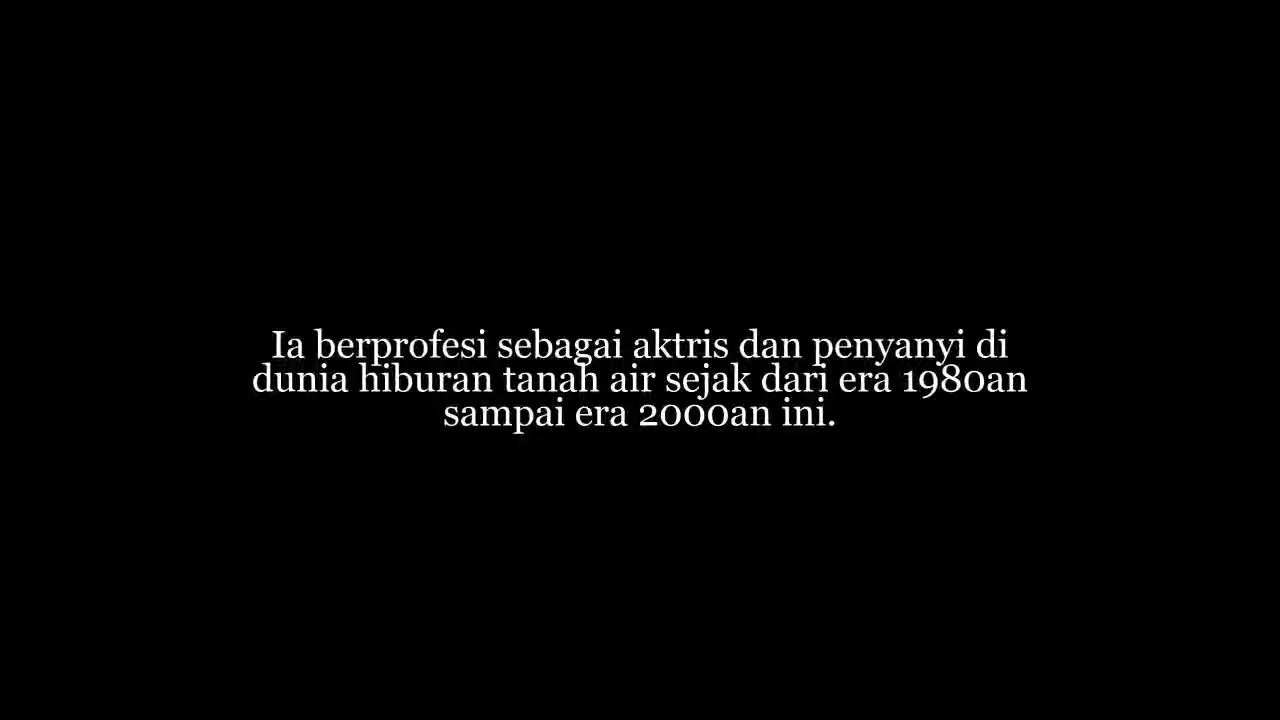 Ia berprofesi sebagai aktris dan penyanyi di
dunia hiburan tanah air sejak dari era 1980an
sampai era 2000an ini.